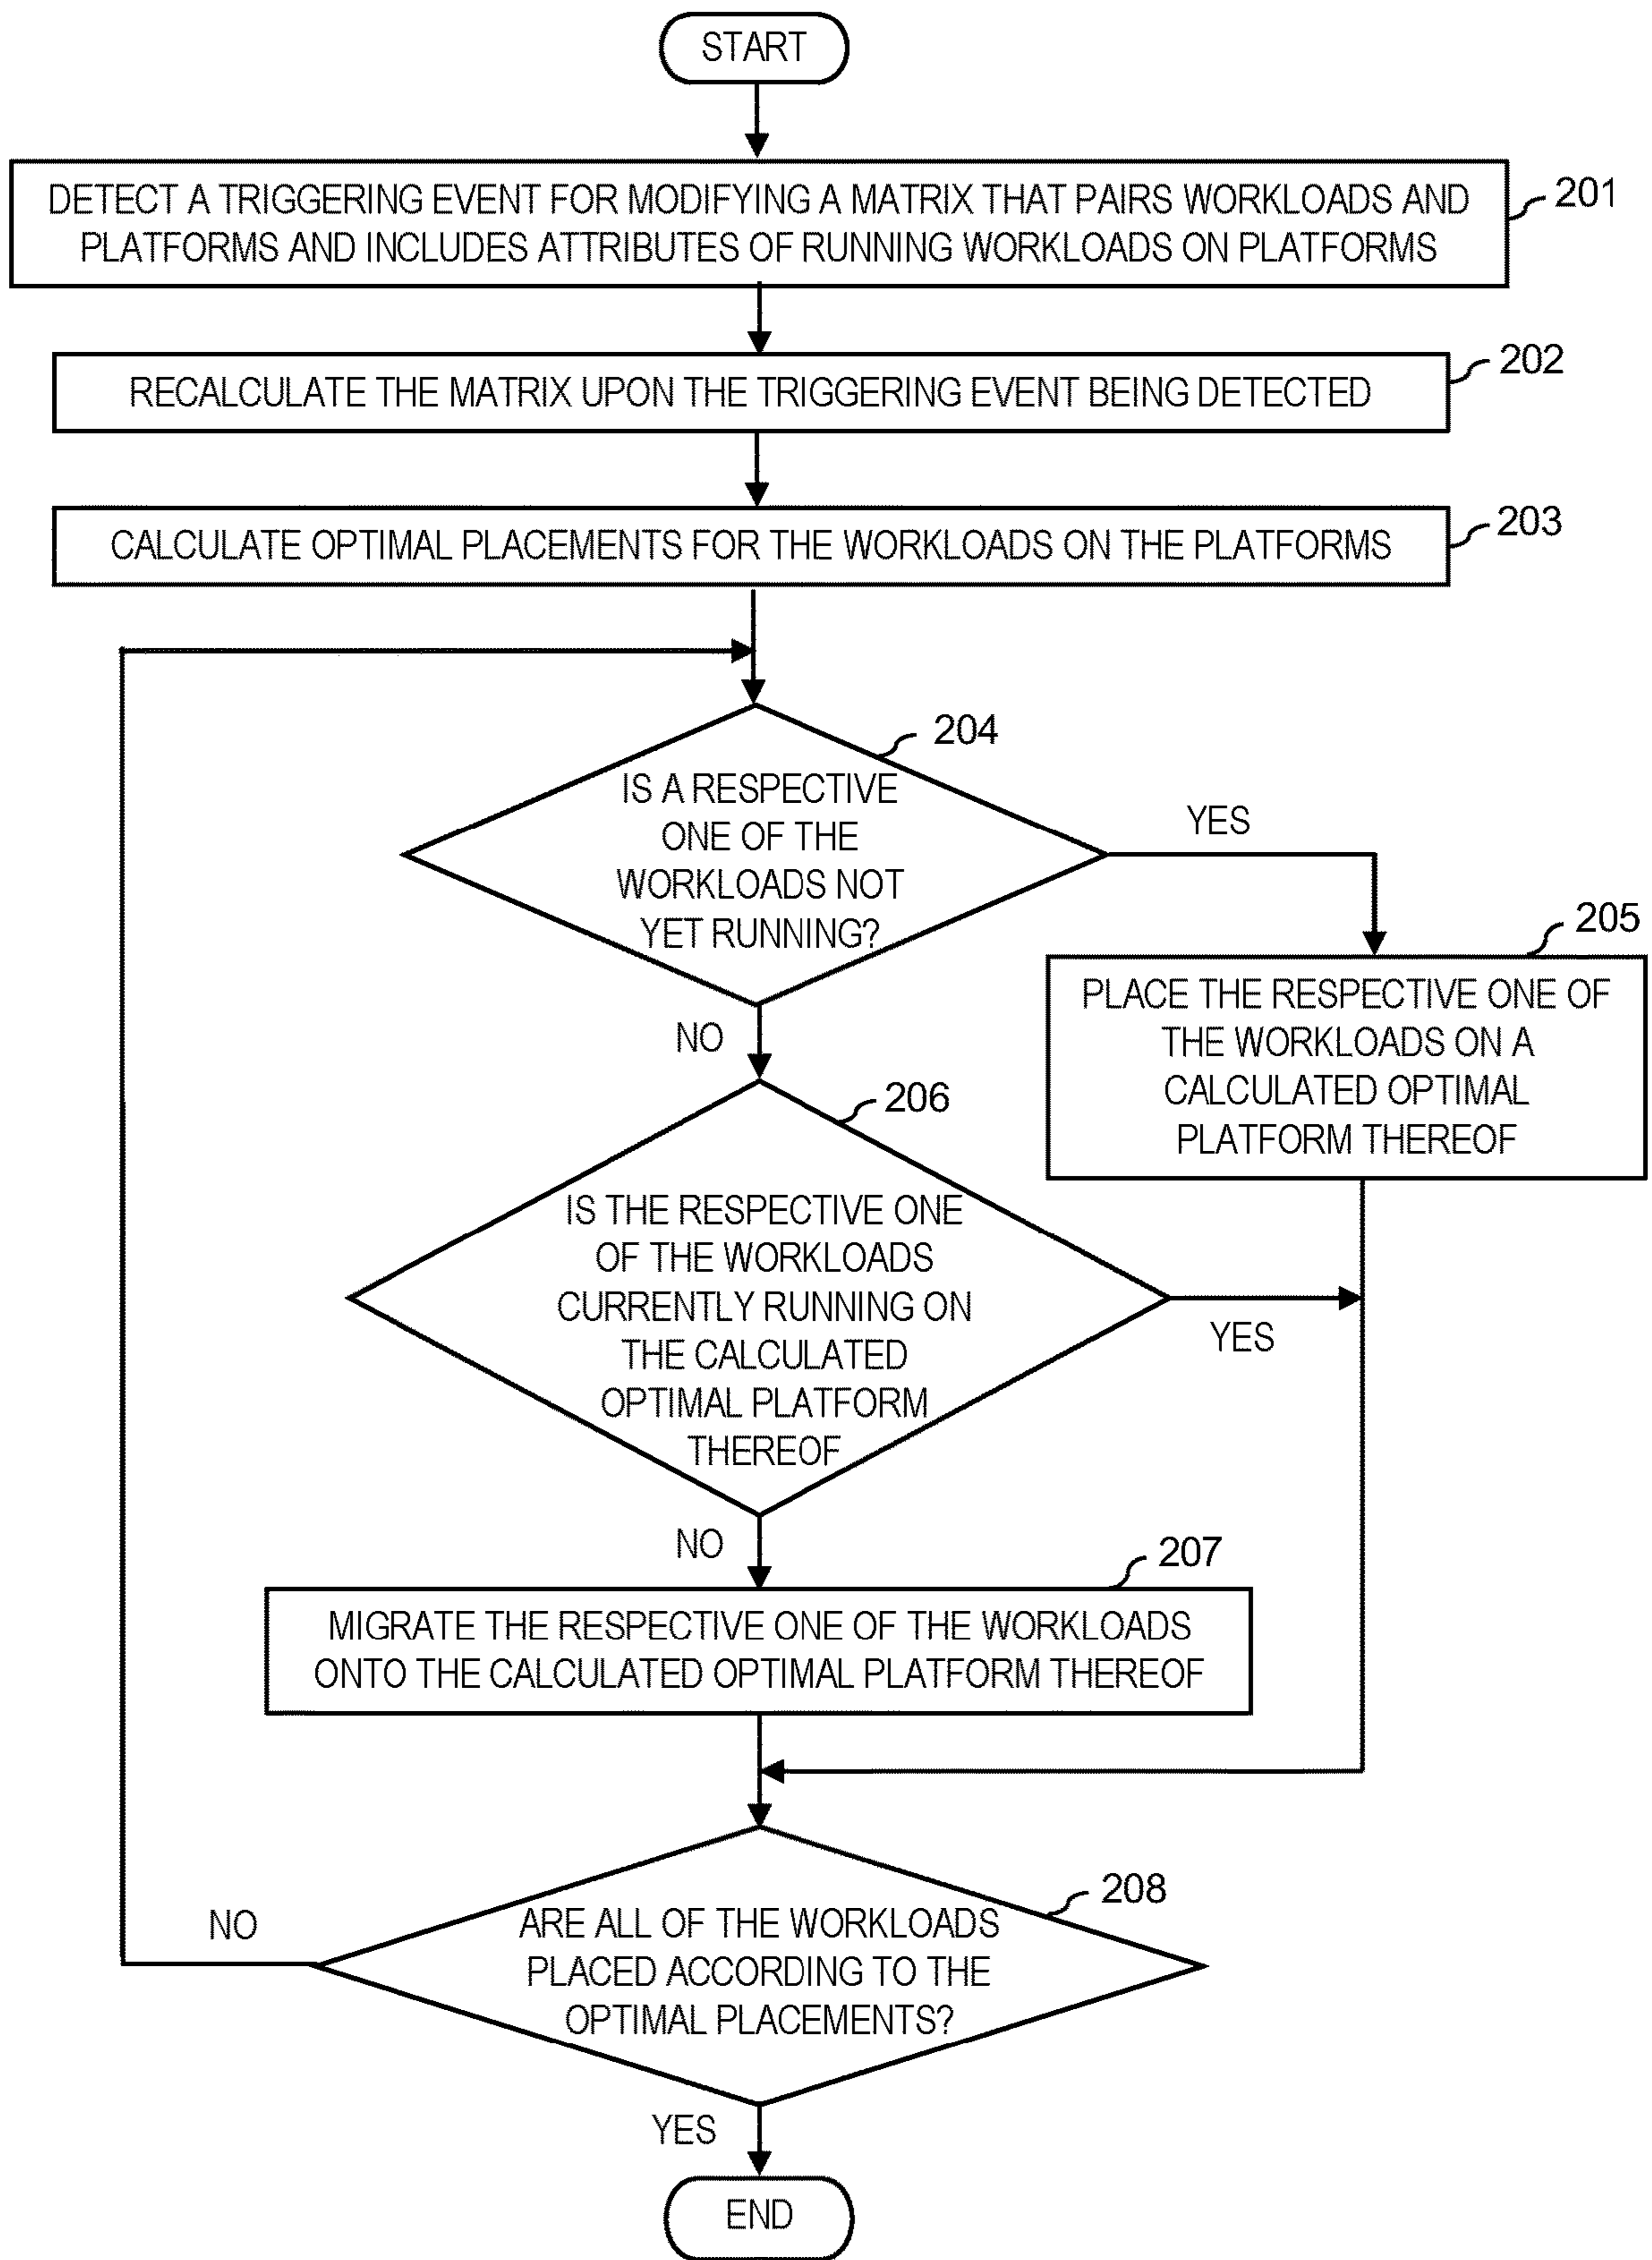 START
DETECT A TRIGGERING EVENT FOR MODIFYING A MATRIX THAT PAIRS WORKLOADS AND
PLATFORMS AND INCLUDES ATTRIBUTES OF RUNNING WORKLOADS ON PLATFORMS
201
RECALCULATE THE MATRIX UPON THE TRIGGERING EVENT BEING DETECTED
202
CALCULATE OPTIMAL PLACEMENTS FOR THE WORKLOADS ON THE PLATFORMS
203
204
IS A RESPECTIVE
ONE OF THE
WORKLOADS NOT
YET RUNNING?
YES
205
PLACE THE RESPECTIVE ONE OF
THE WORKLOADS ON A
CALCULATED OPTIMAL
PLATFORM THEREOF
NO
206
IS THE RESPECTIVE ONE
OF THE WORKLOADS
CURRENTLY RUNNING ON
THE CALCULATED
OPTIMAL PLATFORM
THEREOF
YES
NO
207
MIGRATE THE RESPECTIVE ONE OF THE WORKLOADS
ONTO THE CALCULATED OPTIMAL PLATFORM THEREOF
208
ARE ALL OF THE WORKLOADS
PLACED ACCORDING TO THE
OPTIMAL PLACEMENTS?
NO
YES
END